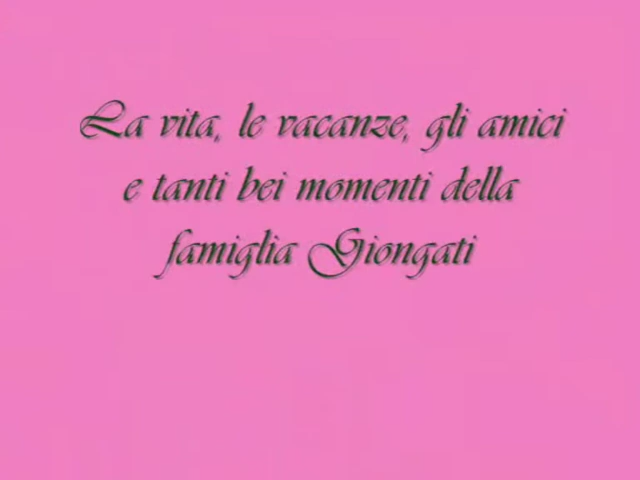 La vita, le vacanze, gli amici
e tanti bei momenti della
famiglia Giongati